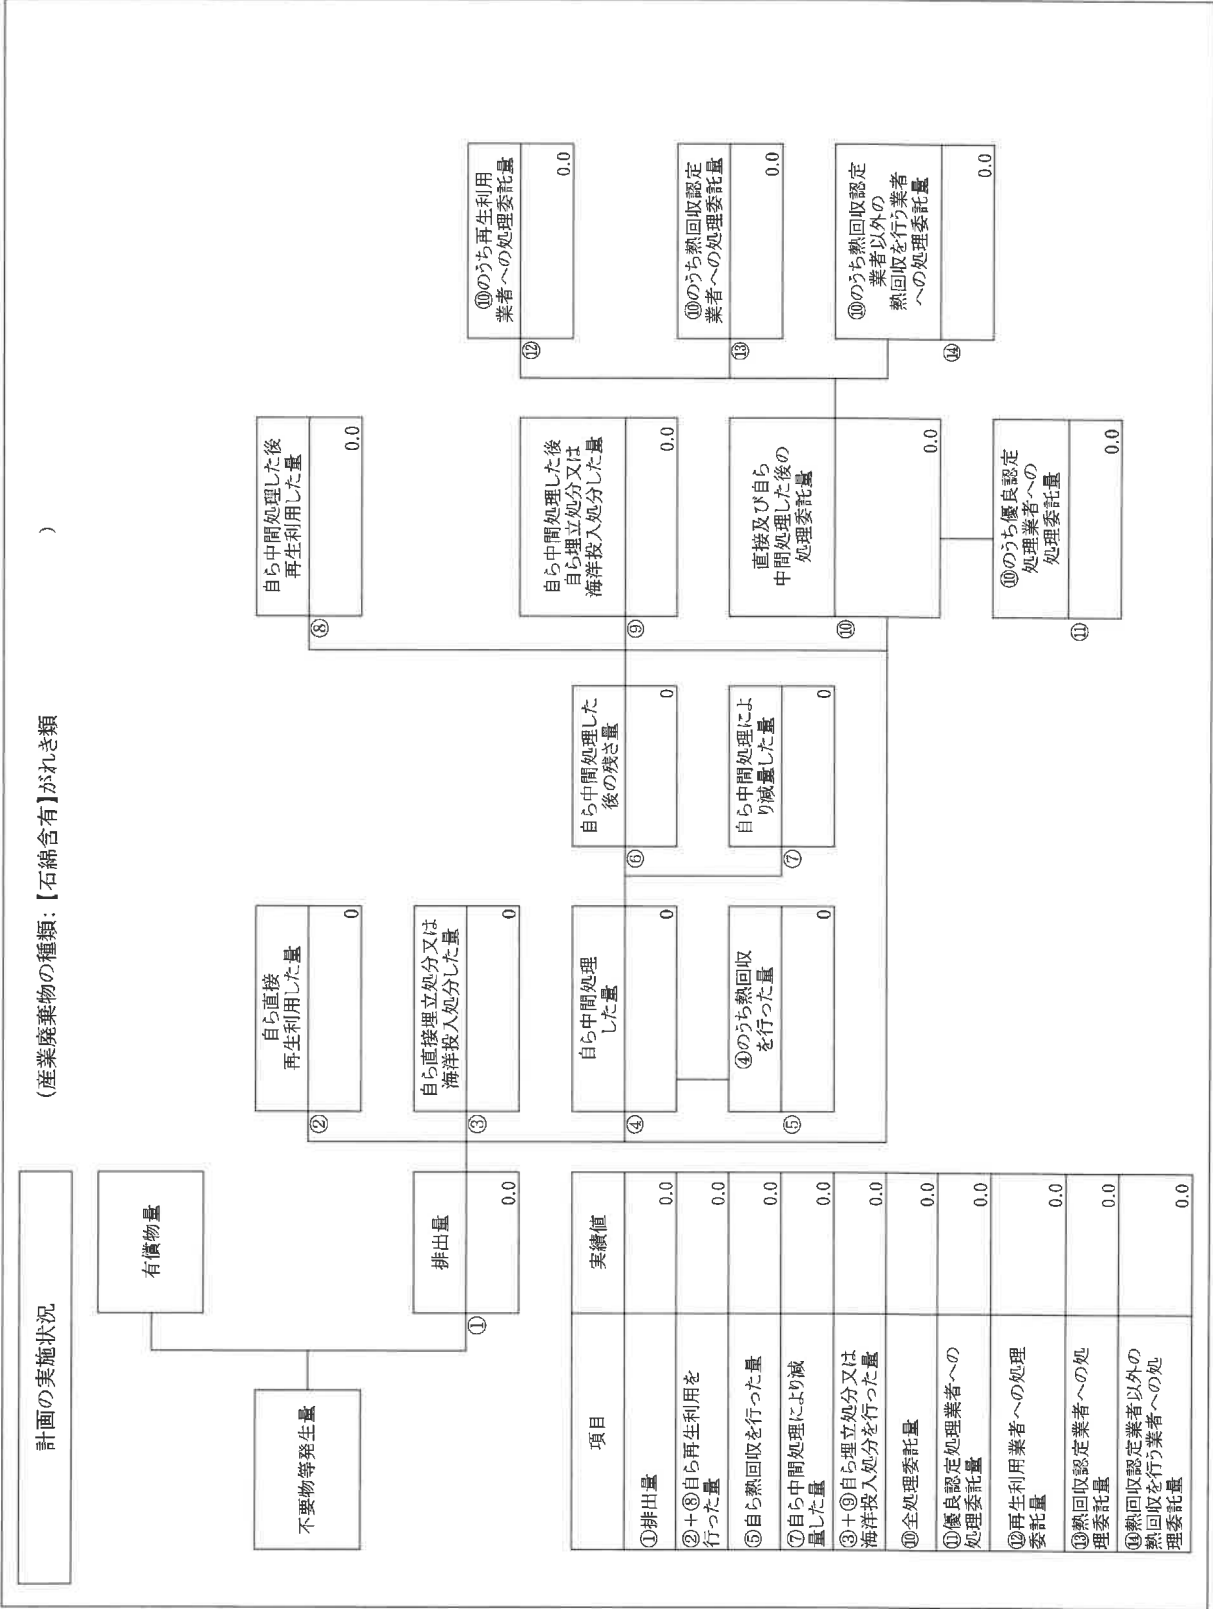 計画の実施状況
(産業廃棄物の種類:【石綿含有】がれき類
)
不要物等発生量
有償物量
①
排出量
0.0
②
自ら直接
再生利用した量
0
③
自ら直接埋立処分又は
海洋投入処分した量
0
④
自ら中間処理
した量
0
⑤
④のうち熱回収
を行った量
0
⑥
自ら中間処理した
後の残さ量
0
⑦
自ら中間処理によ
り減量した量
0
⑧
自ら中間処理した後
再生利用した量
0.0
⑨
自ら中間処理した後
自ら埋立処分又は
海洋投入処分した量
0.0
⑩
直接及び自ら
中間処理した後の
処理委託量
0.0
⑪
⑩のうち優良認定
処理業者への
処理委託量
0.0
⑫
⑩のうち再生利用
業者への処理委託量
0.0
⑬
⑩のうち熱回収認定
業者への処理委託量
0.0
⑭
⑩のうち熱回収認定
業者以外の
熱回収を行う業者
への処理委託量
0.0
項目
実績値
①排出量
0.0
②+⑧自ら再生利用を
行った量
0.0
⑤自ら熱回収を行った量
0.0
⑦自ら中間処理により減
量した量
0.0
③+⑨自ら埋立処分又は
海洋投入処分を行った量
0.0
⑩全処理委託量
0.0
⑪優良認定処理業者への
処理委託量
0.0
⑫再生利用業者への処理
委託量
0.0
⑬熱回収認定業者への処
理委託量
0.0
⑭熱回収認定業者以外の
熱回収を行う業者への処
理委託量
0.0